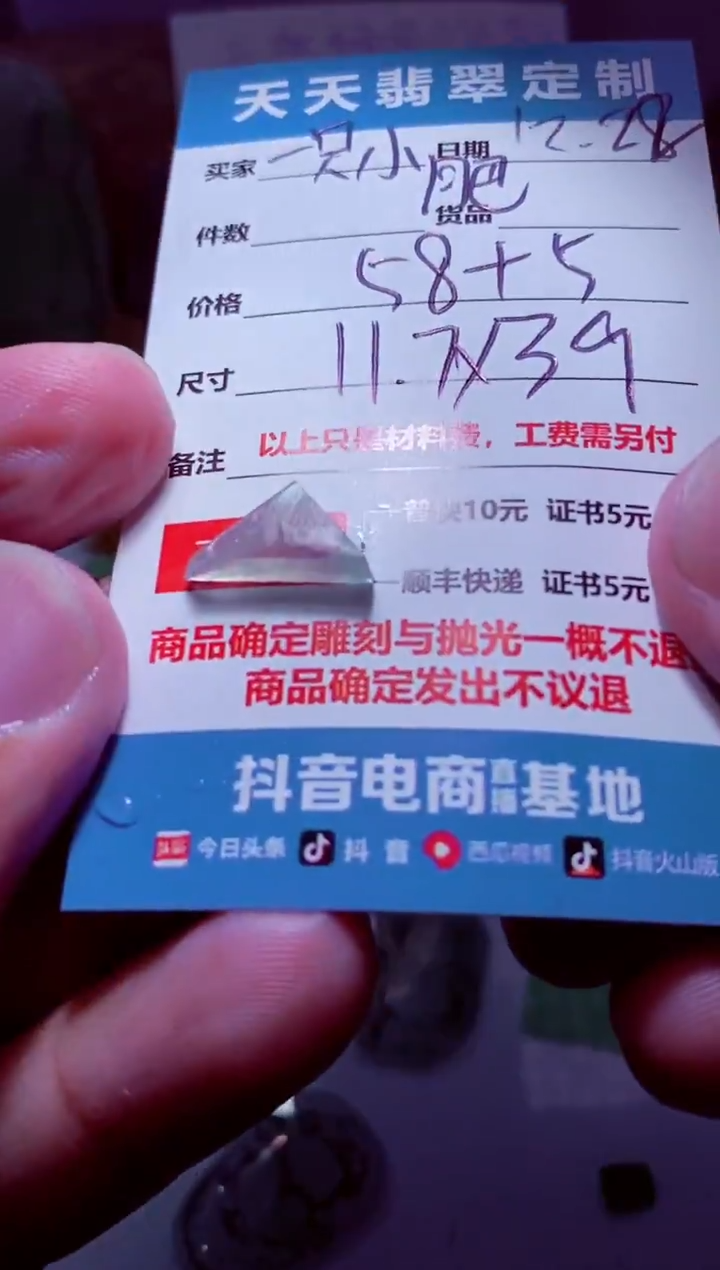 天天翡翠定制
买家 一只小肥 日期 12.28
件数 货品
价格 58+5
尺寸
备注 以上只是材料费，工费需另付
普快10元 证书5元
顺丰快递 证书5元
商品确定雕刻与抛光一概不退
商品确定发出不议退
抖音电商直播基地
今日头条 抖音 西瓜视频 抖音火山版